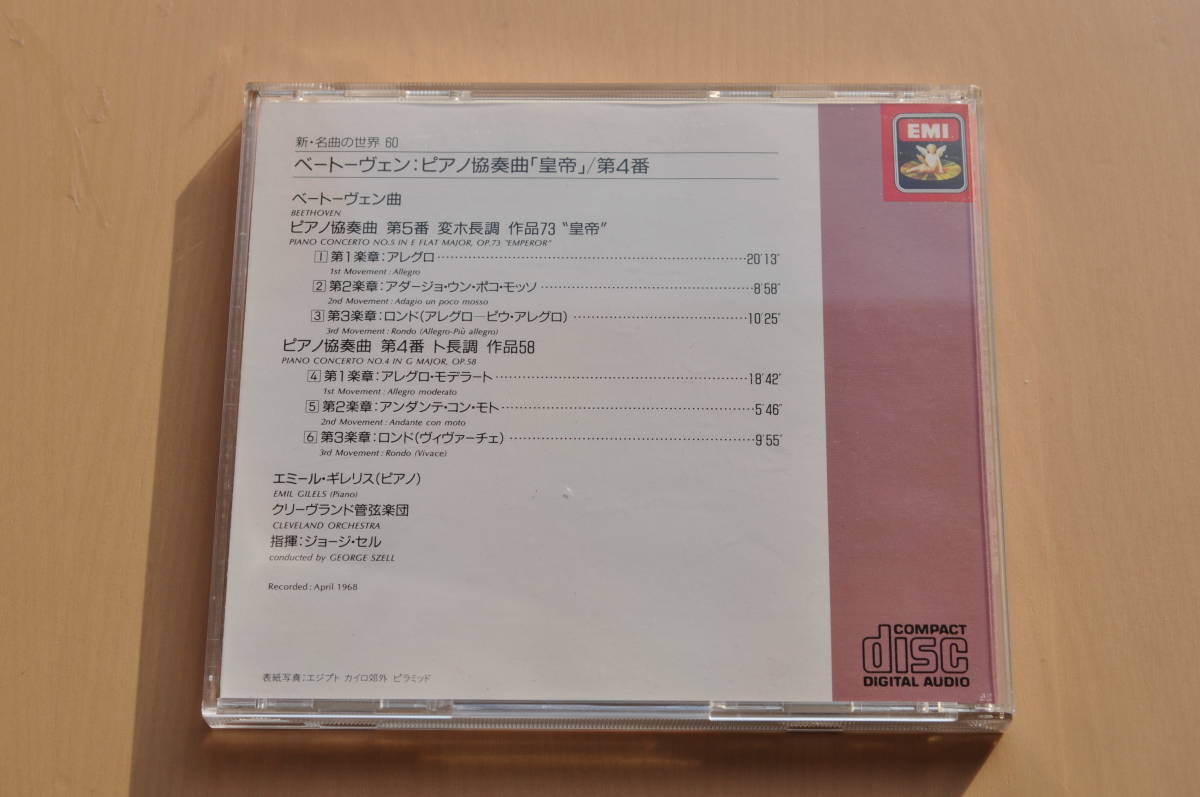 新・名曲の世界 60
ベートーヴェン:ピアノ協奏曲「皇帝」/第4番
EMI
ベートーヴェン曲
BEETHOVEN
ピアノ協奏曲 第5番 変ホ長調 作品73 “皇帝”
PIANO CONCERTO NO.5 IN E FLAT MAJOR, OP.73 "EMPEROR"
1 第1楽章:アレグロ 20'13"
1st Movement : Allegro
2 第2楽章:アダージョ・ウン・ポコ・モッソ 8'58"
2nd Movement : Adagio un poco mosso
3 第3楽章:ロンド(アレグロ―ピウ・アレグロ) 10'25"
3rd Movement : Rondo (Allegro-Più allegro)
ピアノ協奏曲 第4番 ト長調 作品58
PIANO CONCERTO NO.4 IN G MAJOR, OP.58
4 第1楽章:アレグロ・モデラート 18'42"
1st Movement : Allegro moderato
5 第2楽章:アンダンテ・コン・モト 5'46"
2nd Movement : Andante con moto
6 第3楽章:ロンド(ヴィヴァーチェ) 9'55"
3rd Movement : Rondo (Vivace)
エミール・ギレリス(ピアノ)
EMIL GILELS (Piano)
クリーヴランド管弦楽団
CLEVELAND ORCHESTRA
指揮:ジョージ・セル
conducted by GEORGE SZELL
Recorded : April 1968
表紙写真:エジプト カイロ郊外 ピラミッド
COMPACT
disc
DIGITAL AUDIO